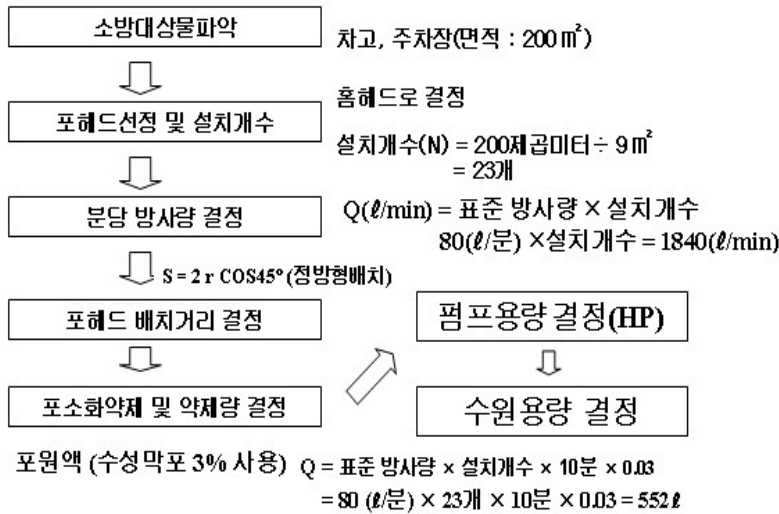 소방대상물파악
차고, 주차장(면적 : 200㎡)
홈헤드로 결정
포헤드선정 및 설치개수
설치개수(N) = 200제곱미터÷ 9㎡
= 23개
분당 방사량 결정
Q(ℓ/min) = 표준 방사량 × 설치개수
80(ℓ/분) ×설치개수 = 1840(ℓ/min)
S = 2 r COS45º (정방형배치)
포헤드 배치거리 결정
펌프용량 결정(HP)
포소화약제 및 약제량 결정
수원용량 결정
포원액 (수성막포 3% 사용)
Q = 표준 방사량 × 설치개수 × 10분 × 0.03
= 80 (ℓ/분) × 23개 × 10분 × 0.03 = 552ℓ